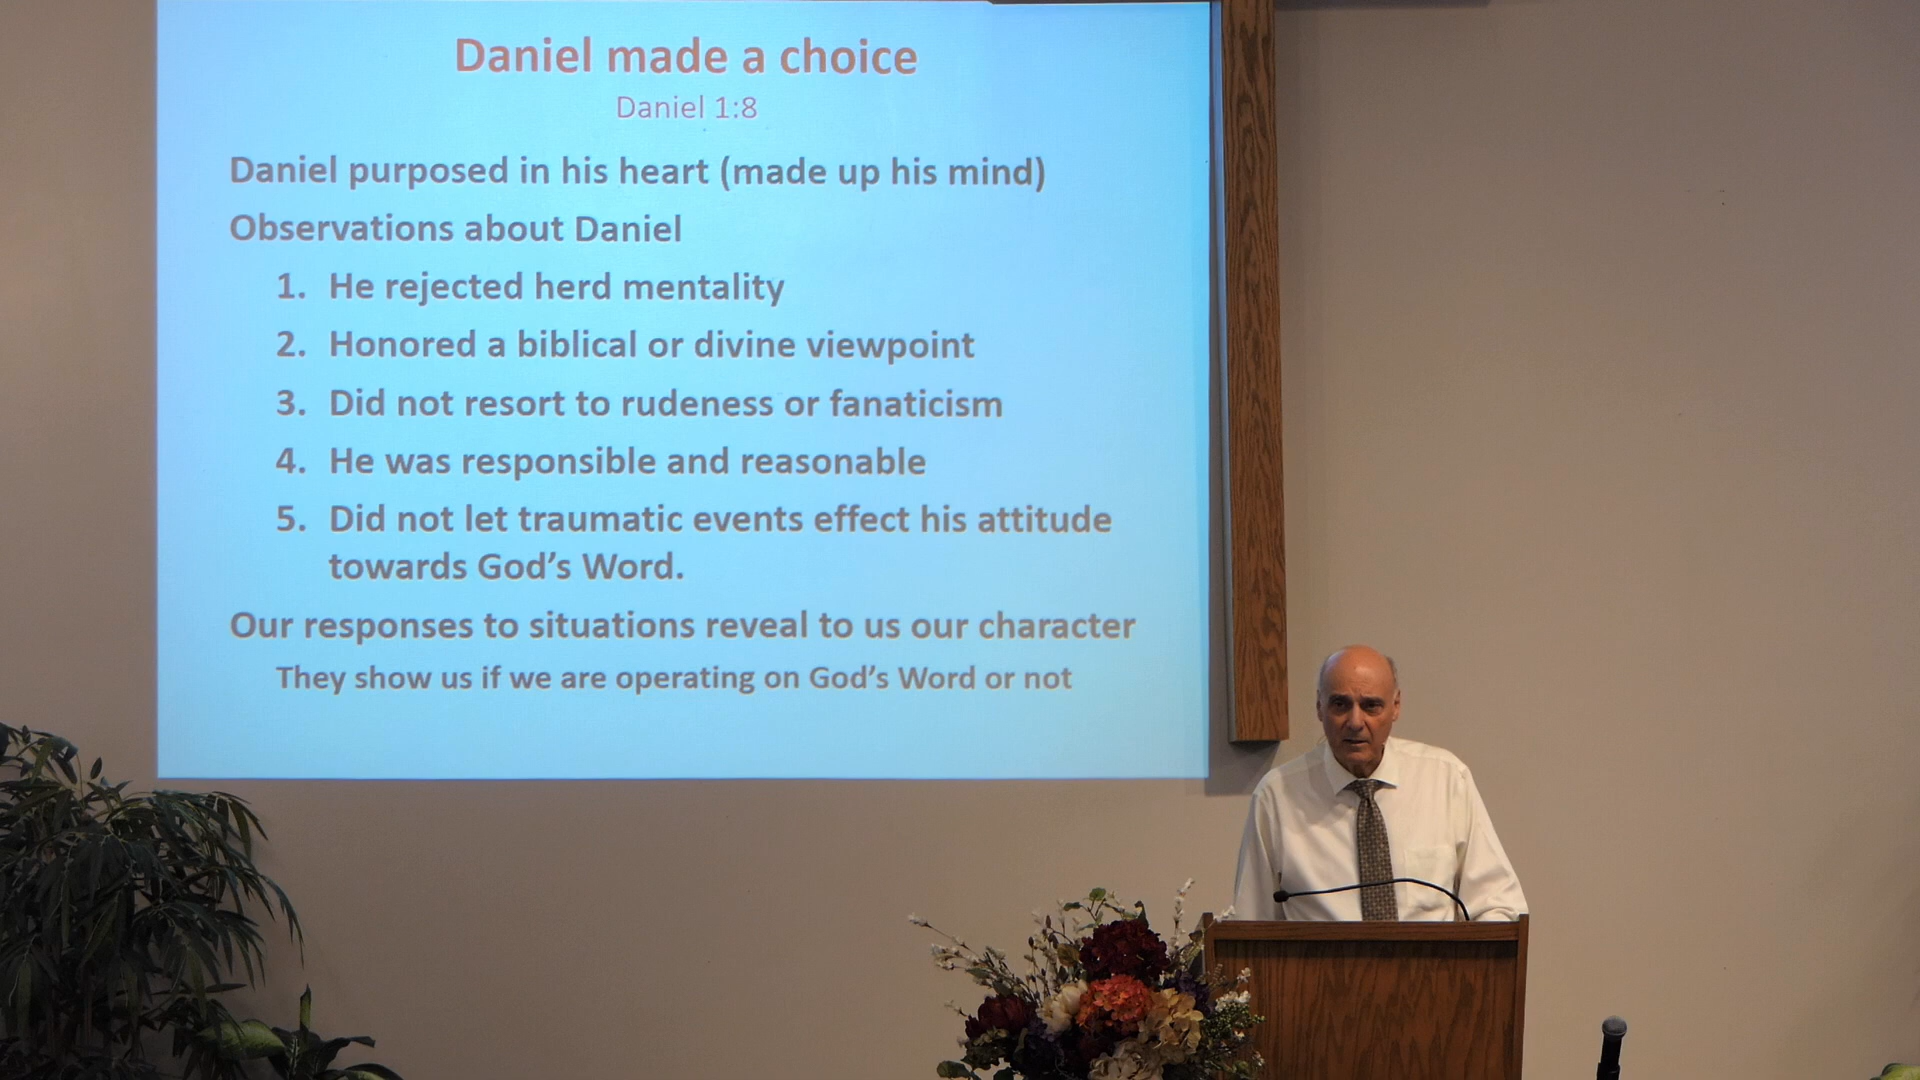 Daniel made a choice
Daniel 1:8
Daniel purposed in his heart (made up his mind)
Observations about Daniel
1. He rejected herd mentality
2. Honored a biblical or divine viewpoint
3. Did not resort to rudeness or fanaticism
4. He was responsible and reasonable
5. Did not let traumatic events effect his attitude
towards God’s Word.
Our responses to situations reveal to us our character
They show us if we are operating on God’s Word or not